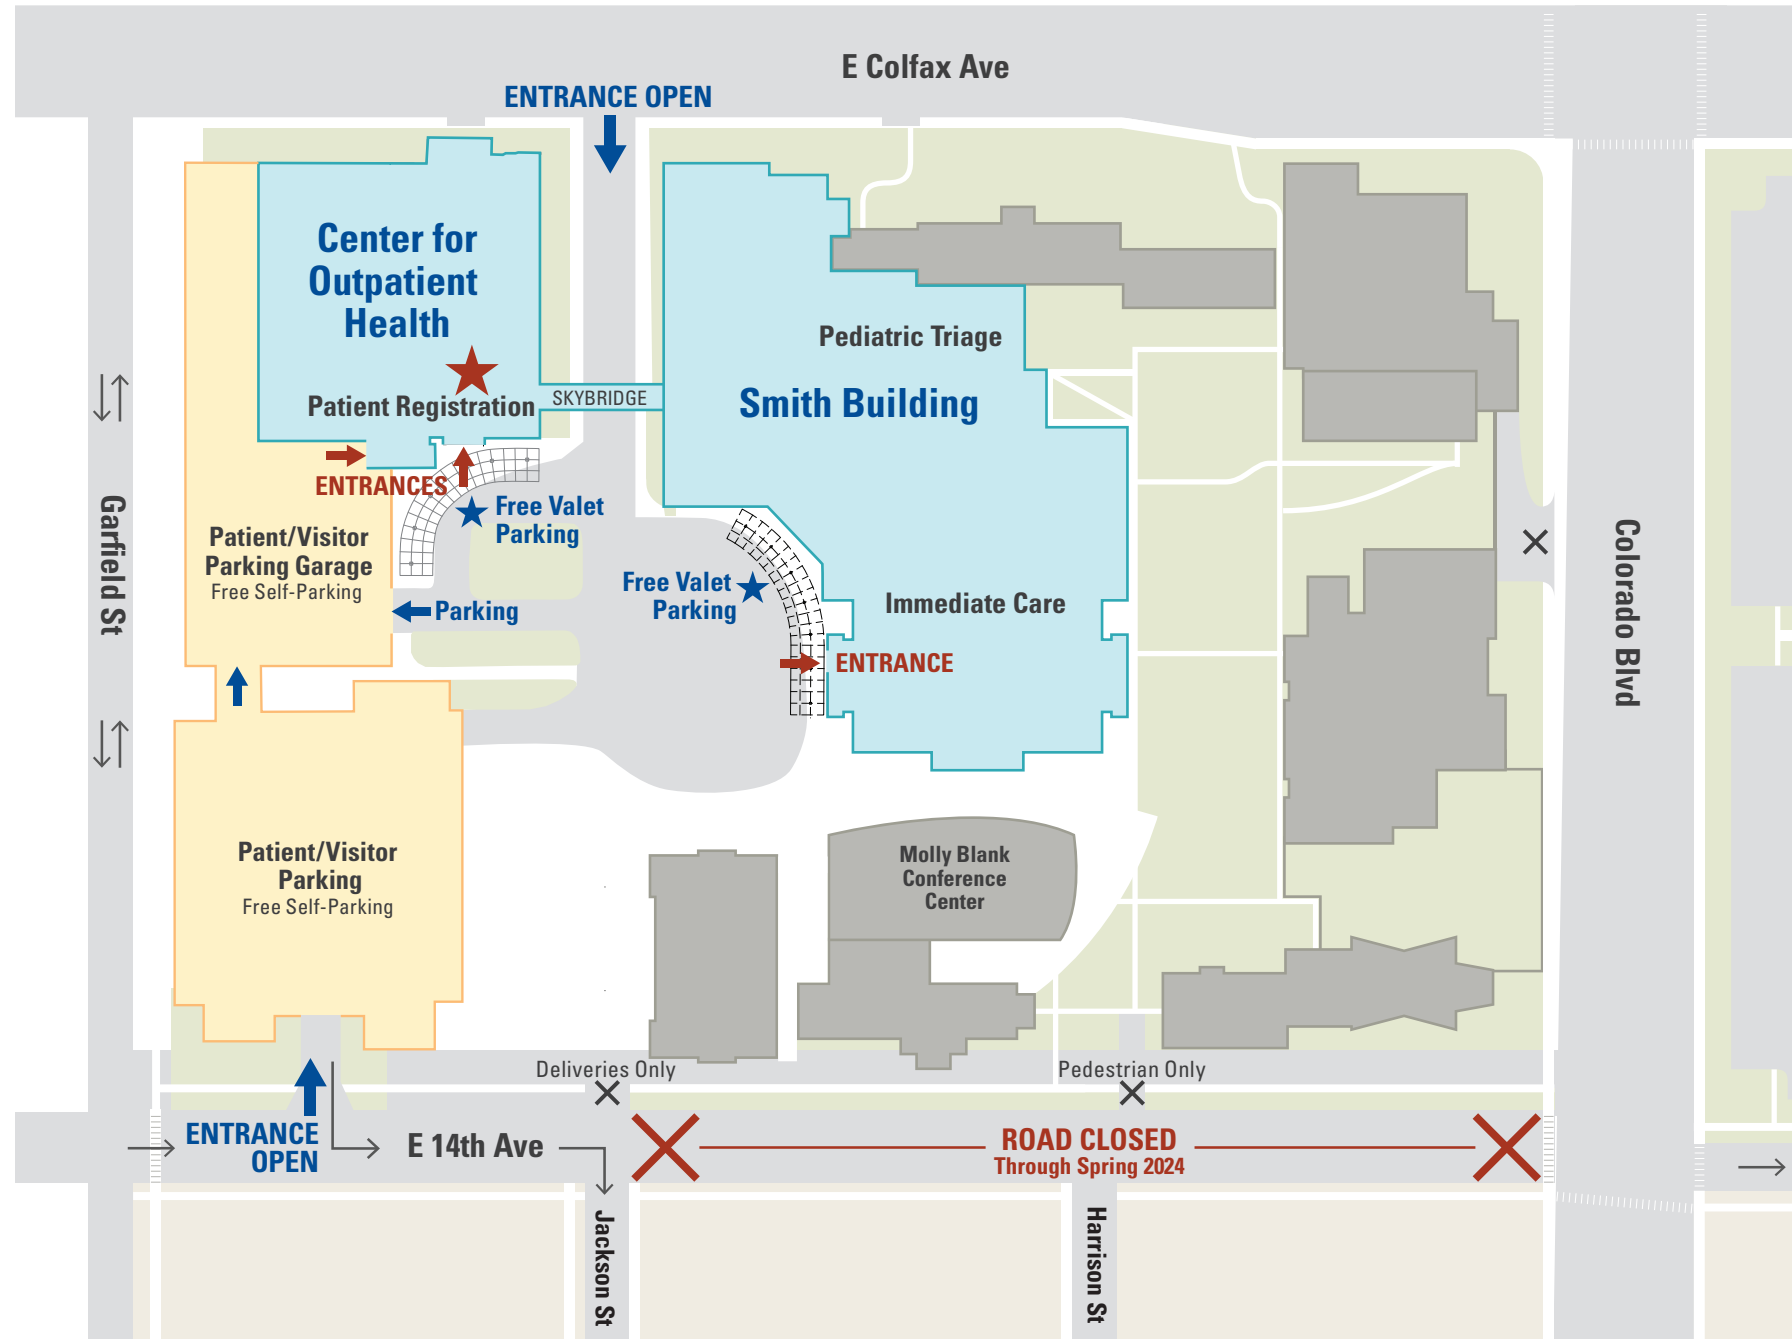 E Colfax Ave
ENTRANCE OPEN
Center for
Outpatient
Health
Pediatric Triage
Patient Registration
SKYBRIDGE
Smith Building
ENTRANCES
Free Valet
Parking
Garfield St
Patient/Visitor
Parking Garage
Free Self-Parking
Parking
Free Valet
Parking
Immediate Care
ENTRANCE
Colorado Blvd
Patient/Visitor
Parking
Free Self-Parking
Molly Blank
Conference
Center
Deliveries Only
Pedestrian Only
ENTRANCE
OPEN
E 14th Ave
ROAD CLOSED
Through Spring 2024
Jackson St
Harrison St